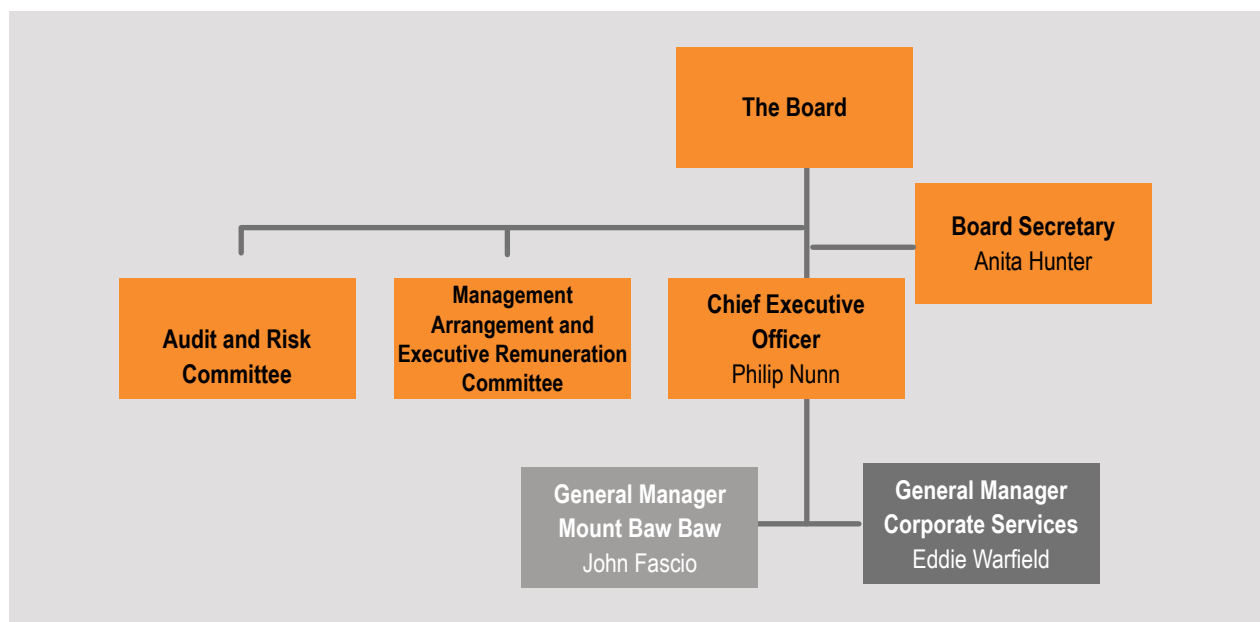 The Board
Board Secretary
Anita Hunter
Audit and Risk
Committee
Management
Arrangement and
Executive Remuneration
Committee
Chief Executive
Officer
Philip Nunn
General Manager
Mount Baw Baw
John Fascio
General Manager
Corporate Services
Eddie Warfield